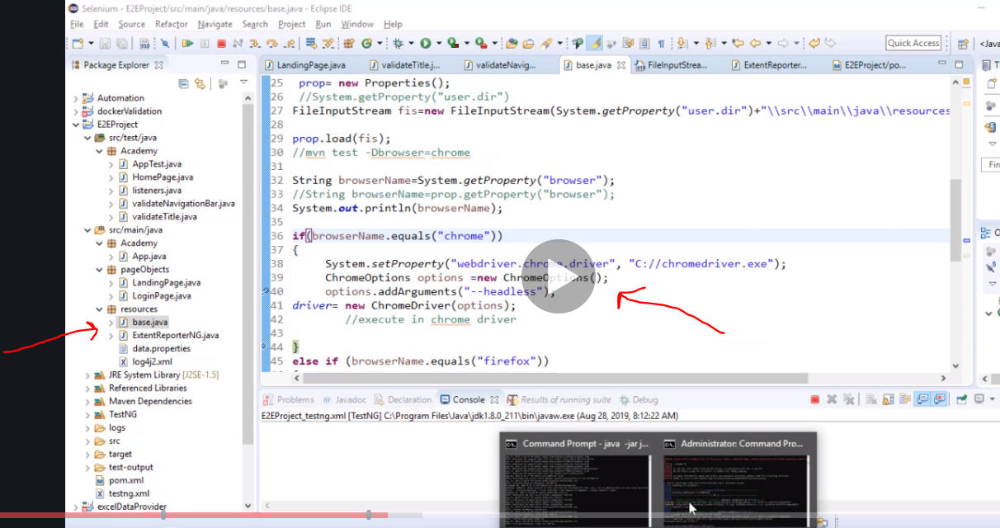 Selenium - E2EProject/src/main/java/resources/base.java - Eclipse IDE
File Edit Source Refactor Navigate Search Project Run Window Help
Quick Access
<Java
Package Explorer
LandingPage.java
validateTitle.j...
validateNavig...
base.java
FileInputStrea...
ExtentReporter...
E2EProject/po...
Automation
dockerValidation
E2EProject
src/test/java
Academy
AppTest.java
HomePage.java
listeners.java
validateNavigationBar.java
validateTitle.java
src/main/java
Academy
App.java
pageObjects
LandingPage.java
LoginPage.java
resources
base.java
ExtentReporterNG.java
data.properties
log4j2.xml
JRE System Library [J2SE-1.5]
Referenced Libraries
Maven Dependencies
TestNG
logs
src
target
test-output
pom.xml
testng.xml
excelDataProvider
25 prop= new Properties();
26 //System.getProperty("user.dir")
27 FileInputStream fis=new FileInputStream(System.getProperty("user.dir")+"\\src\\main\\java\\resources
28
29 prop.load(fis);
30 //mvn test -Dbrowser=chrome
31
32 String browserName=System.getProperty("browser");
33 //String browserName=prop.getProperty("browser");
34 System.out.println(browserName);
35
36 if(browserName.equals("chrome"))
37 {
38 System.setProperty("webdriver.chrome.driver", "C://chromedriver.exe");
39 ChromeOptions options =new ChromeOptions();
40 options.addArguments("--headless");
41 driver= new ChromeDriver(options);
42 //execute in chrome driver
43
44 }
45 else if (browserName.equals("firefox"))
Fin
Problems @ Javadoc Declaration Console Results of running suite Debug
E2EProject_testng.xml [TestNG] C:\Program Files\Java\jdk1.8.0_211\bin\javaw.exe (Aug 28, 2019, 8:12:22 AM)
Command Prompt - java -jar j...
Administrator: Command Pro...